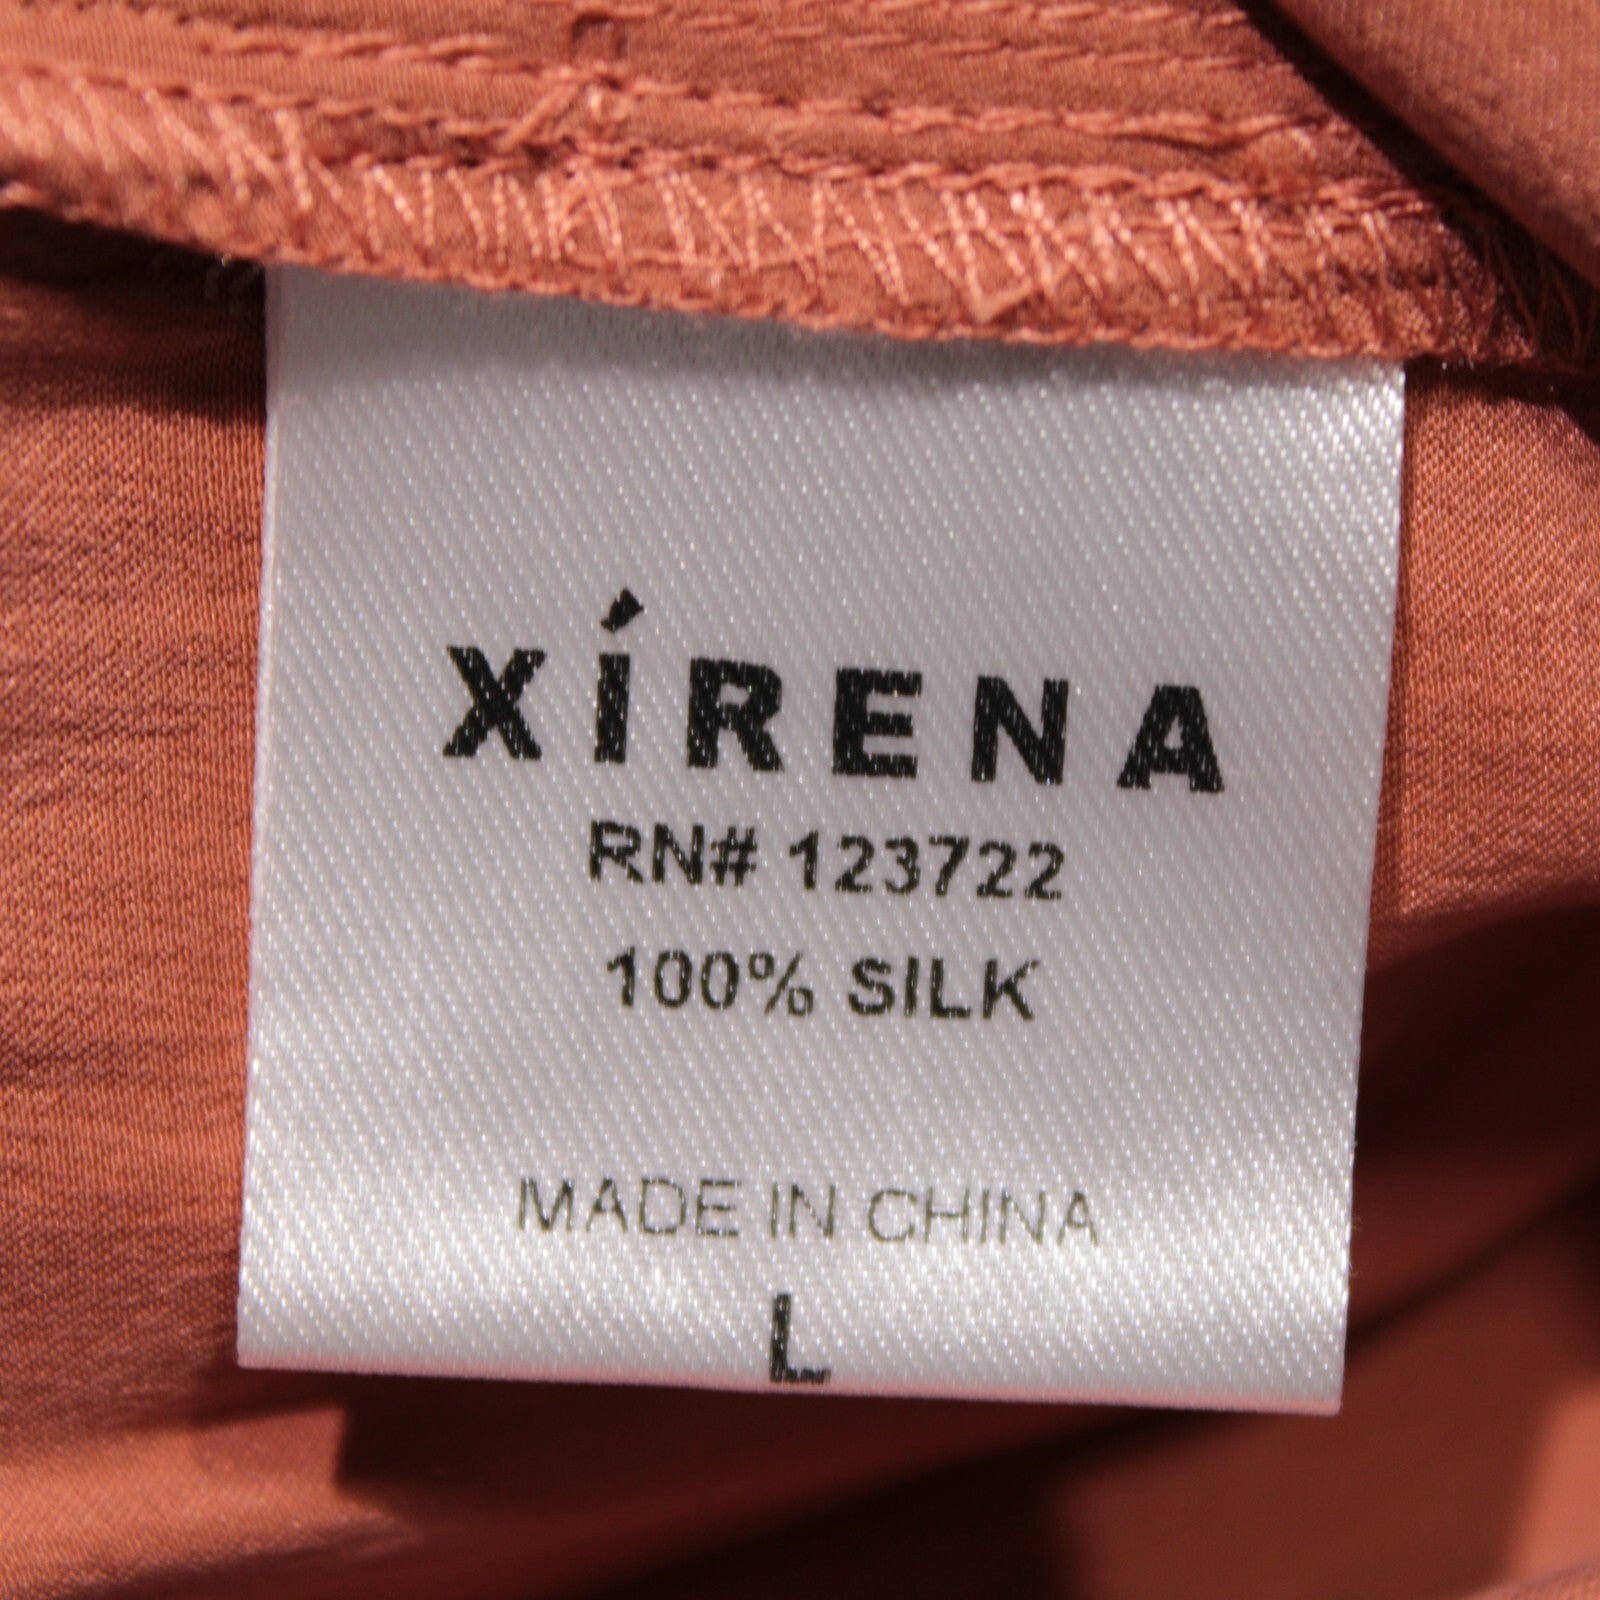 XÍRENA
RN# 123722
100% SILK
MADE IN CHINA
L